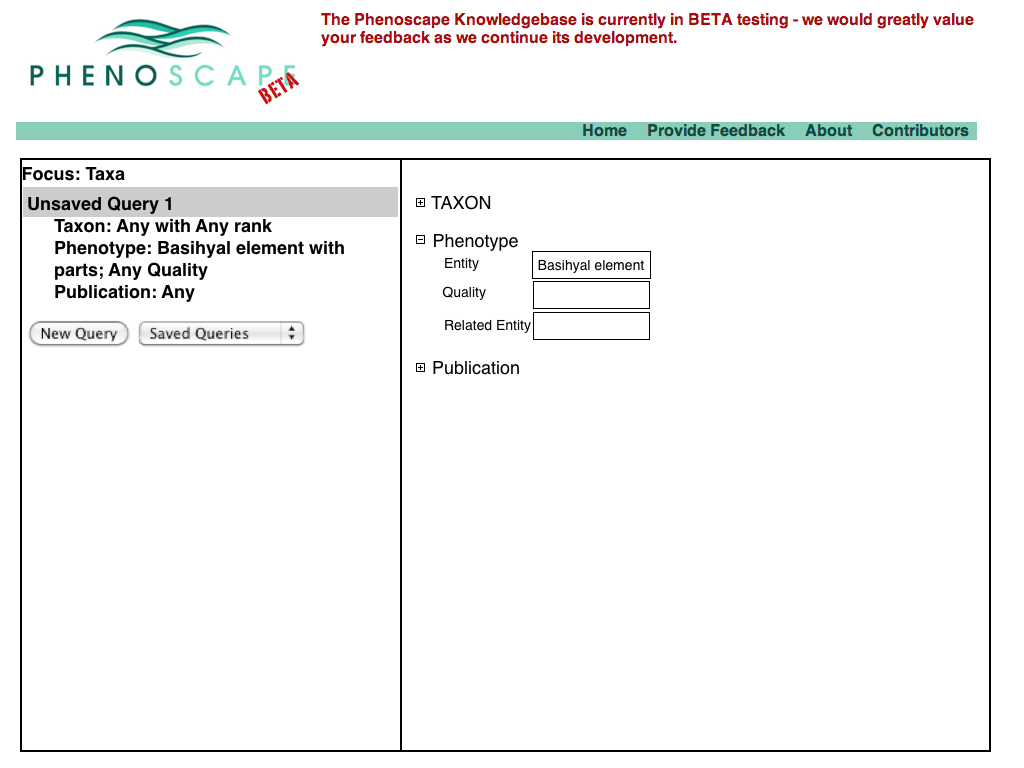 The Phenoscape Knowledgebase is currently in BETA testing - we would greatly value
your feedback as we continue its development.
PHENOSCAPE
BETA
Home Provide Feedback About Contributors
Focus: Taxa
Unsaved Query 1
Taxon: Any with Any rank
Phenotype: Basihyal element with
parts; Any Quality
Publication: Any
New Query Saved Queries
TAXON
Phenotype
Entity Basihyal element
Quality
Related Entity
Publication